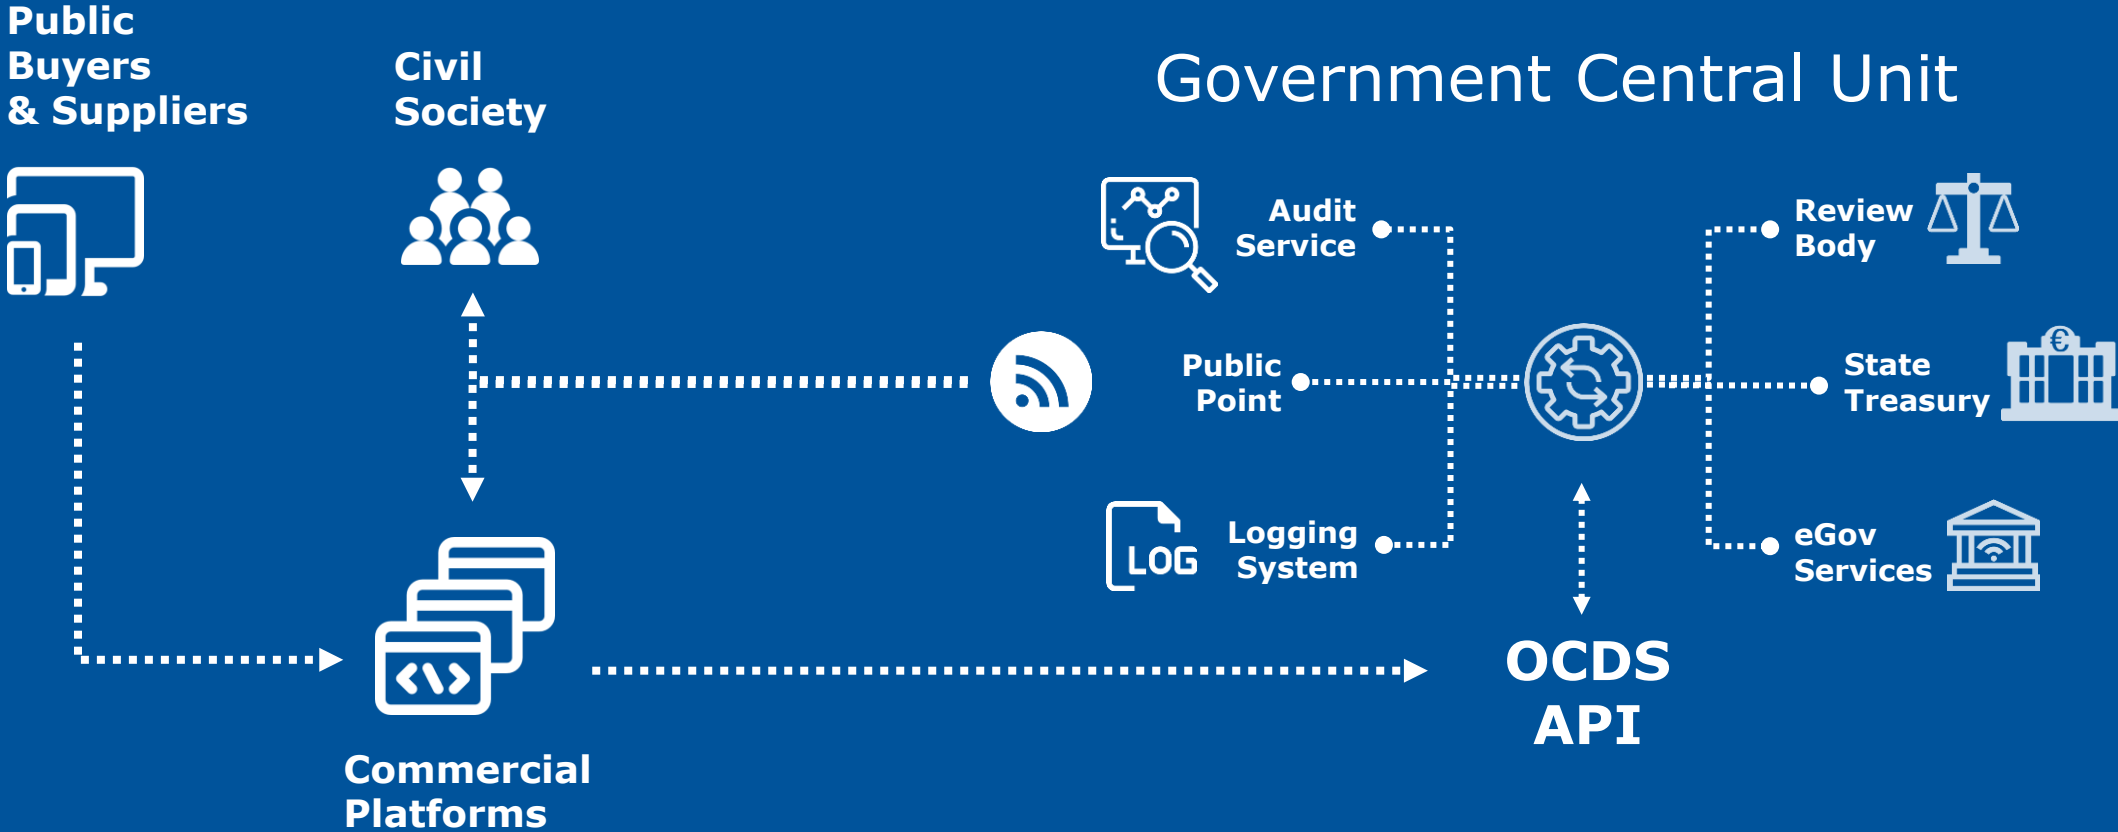 Public
Buyers
& Suppliers
Civil
Society
Government Central Unit
Audit
Service
Review
Body
Public
Point
State
Treasury
€
Logging
System
LOG
eGov
Services
OCDS
API
Commercial
Platforms